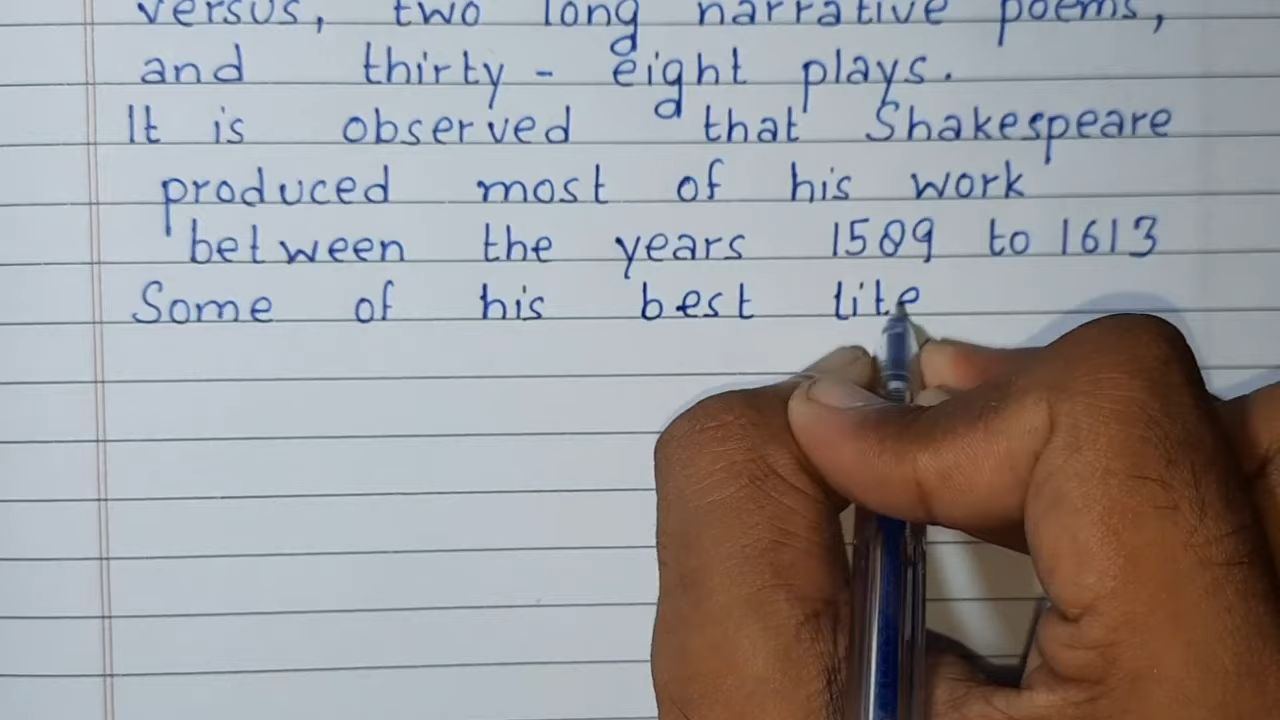 versus, two long narrative poems,
and thirty - eight plays.
It is observed that Shakespeare
produced most of his work
between the years 1589 to 1613
Some of his best lite